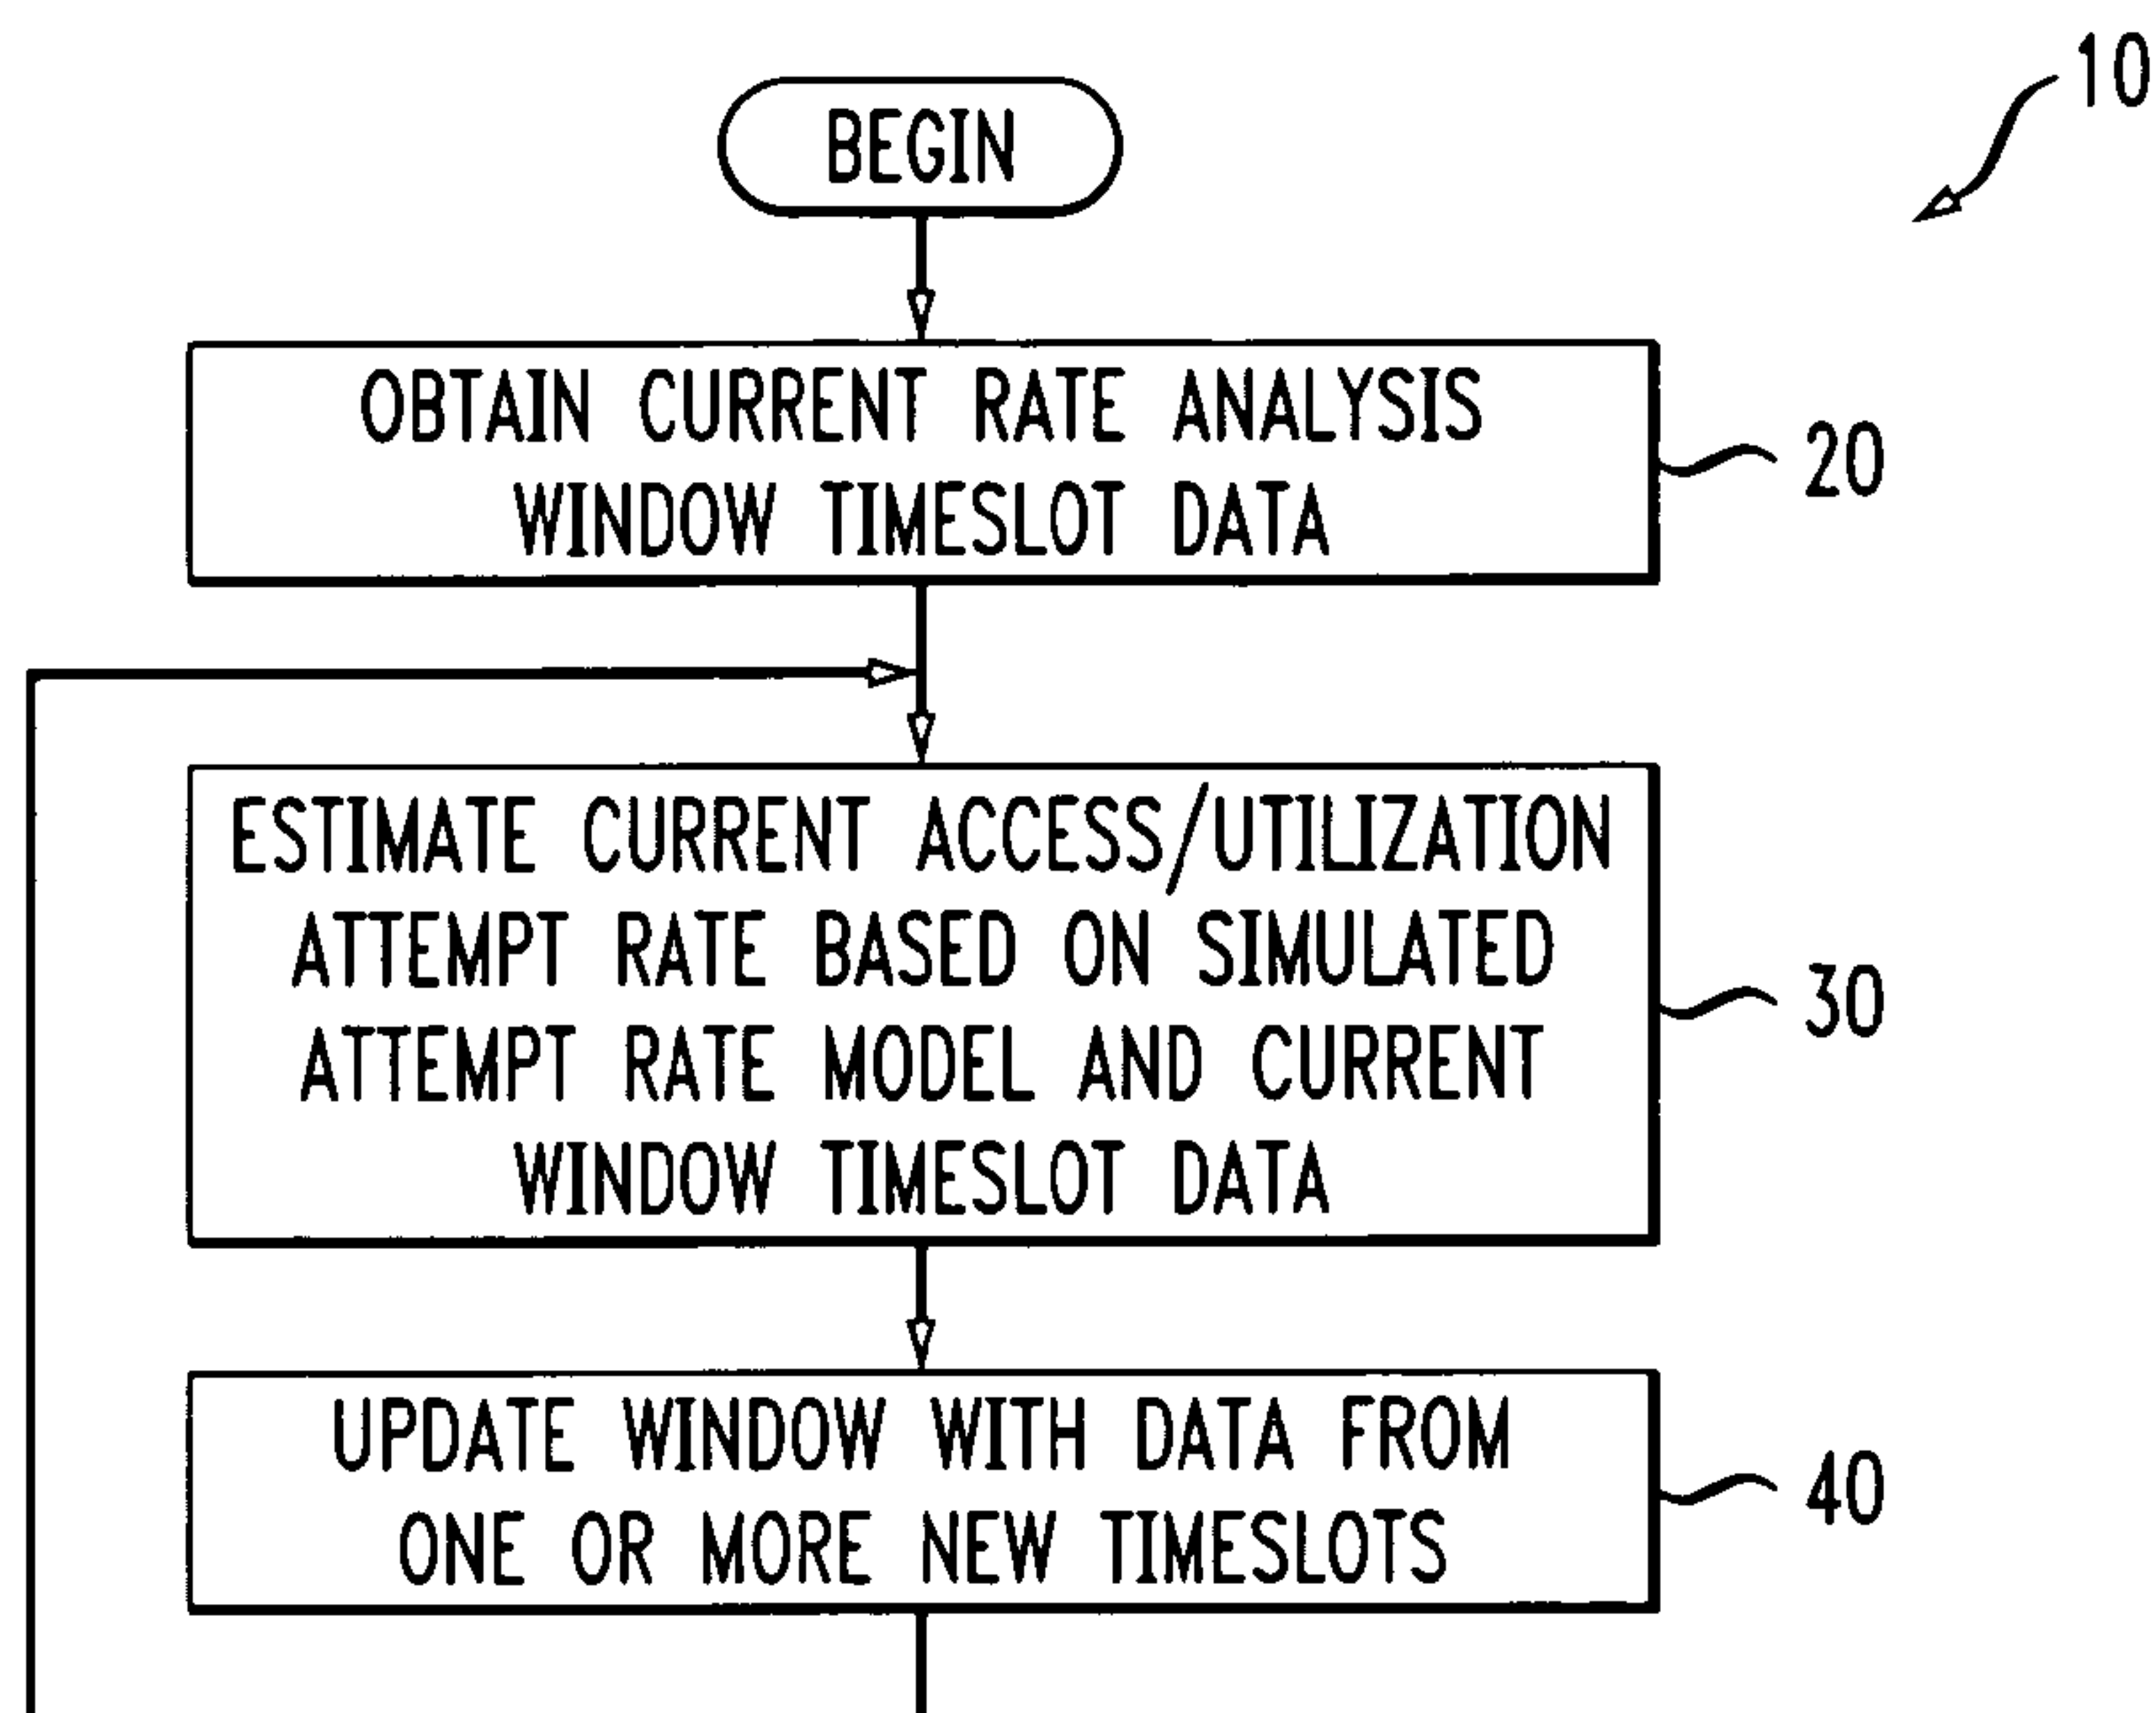 10
BEGIN
OBTAIN CURRENT RATE ANALYSIS
WINDOW TIMESLOT DATA
20
ESTIMATE CURRENT ACCESS/UTILIZATION
ATTEMPT RATE BASED ON SIMULATED
ATTEMPT RATE MODEL AND CURRENT
WINDOW TIMESLOT DATA
30
UPDATE WINDOW WITH DATA FROM
ONE OR MORE NEW TIMESLOTS
40